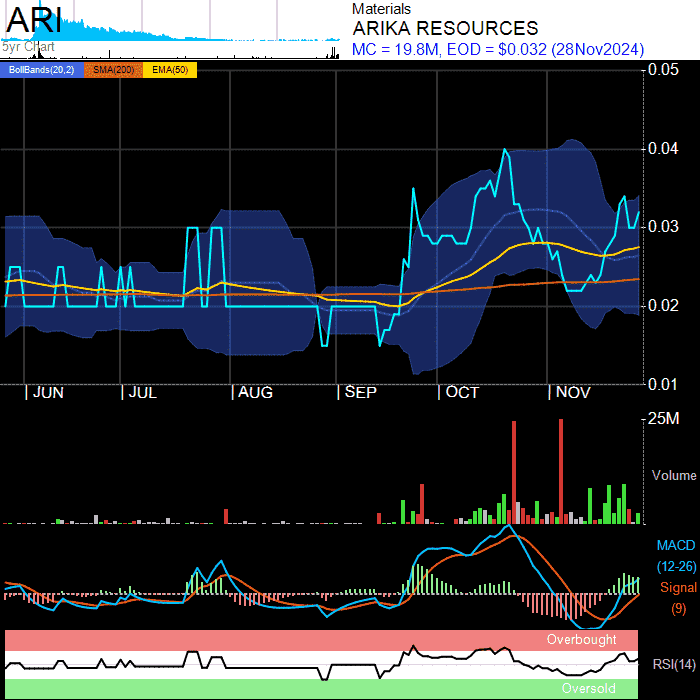 ARI
5yr Chart
Materials
ARIKA RESOURCES
MC = 19.8M, EOD = $0.032 (28Nov2024)
BollBands(20,2) SMA(200) EMA(50)
0.05
0.04
0.03
0.02
0.01
JUN JUL AUG SEP OCT NOV
25M
Volume
MACD
(12-26)
Signal
(9)
Overbought
RSI(14)
Oversold